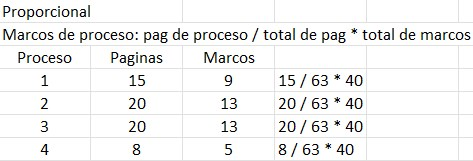 Proporcional
Marcos de proceso: pag de proceso / total de pag * total de marcos
Proceso Paginas Marcos
1 15 9 15 / 63 * 40
2 20 13 20 / 63 * 40
3 20 13 20 / 63 * 40
4 8 5 8 / 63 * 40